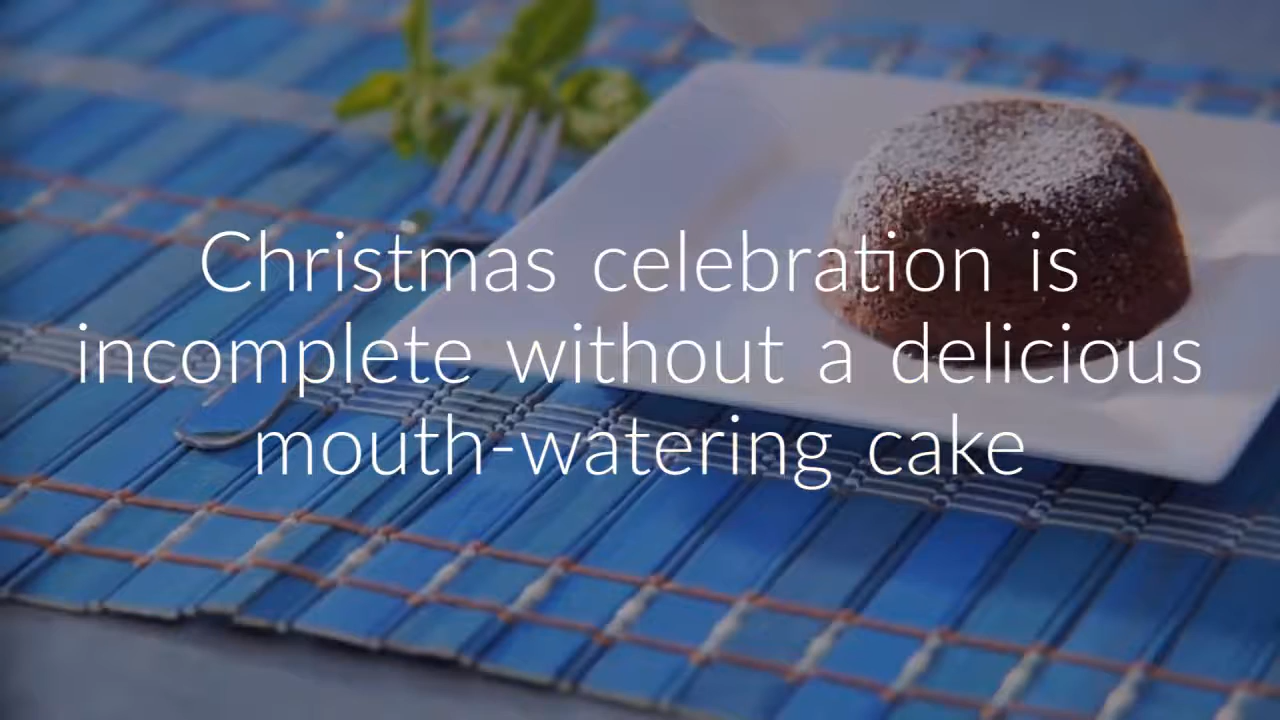 Christmas celebration is
incomplete without a delicious
mouth-watering cake